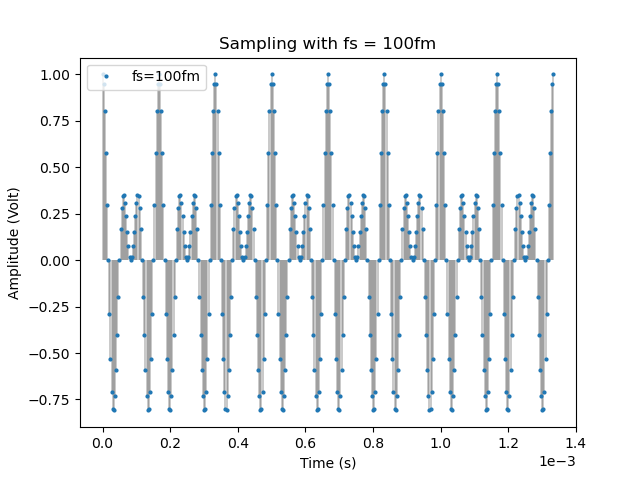 Sampling with fs = 100fm
fs=100fm
Amplitude (Volt)
1.00
0.75
0.50
0.25
0.00
−0.25
−0.50
−0.75
0.0 0.2 0.4 0.6 0.8 1.0 1.2 1.4
1e−3
Time (s)